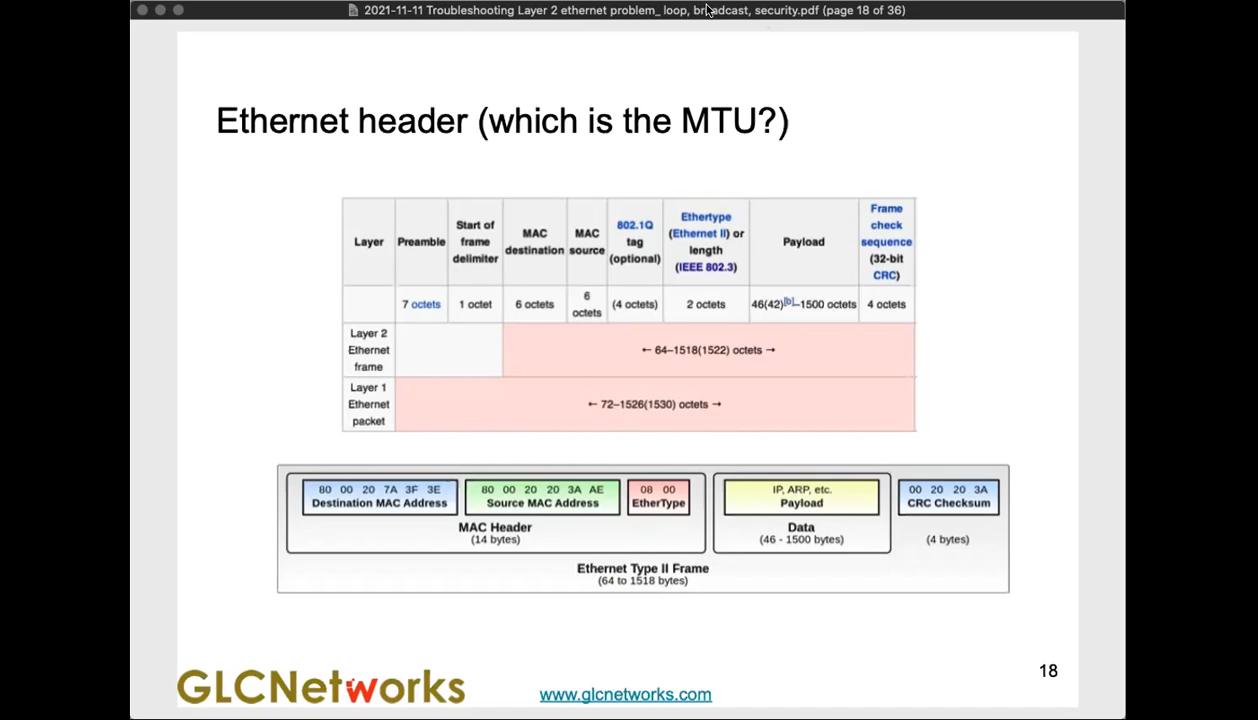 2021-11-11 Troubleshooting Layer 2 ethernet problem_ loop, broadcast, security.pdf (page 18 of 36)
Ethernet header (which is the MTU?)
Layer Preamble Start of frame delimiter MAC destination MAC source 802.1Q tag (optional) Ethertype (Ethernet II) or length (IEEE 802.3) Payload Frame check sequence (32-bit CRC)
7 octets 1 octet 6 octets 6 octets (4 octets) 2 octets 46(42)[b]–1500 octets 4 octets
Layer 2 Ethernet frame ← 64–1518(1522) octets →
Layer 1 Ethernet packet ← 72–1526(1530) octets →
80 00 20 7A 3F 3E 80 00 20 20 3A AE 08 00 IP, ARP, etc. 00 20 20 3A
Destination MAC Address Source MAC Address EtherType Payload CRC Checksum
MAC Header Data
(14 bytes) (46 - 1500 bytes) (4 bytes)
Ethernet Type II Frame
(64 to 1518 bytes)
18
GLCNetworks www.glcnetworks.com